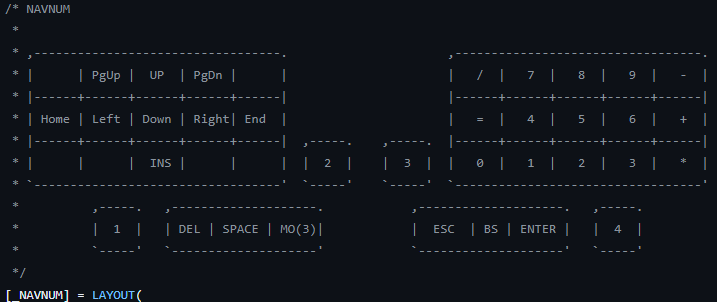 /* NAVNUM
 *
 * ,----------------------------------.                      ,----------------------------------.
 * |      | PgUp |  UP  | PgDn |      |                      |   /  |   7  |   8  |   9  |   -  |
 * |------+------+------+------+------|                      |------+------+------+------+------|
 * | Home | Left | Down | Right| End  |                      |   =  |   4  |   5  |   6  |   +  |
 * |------+------+------+------+------|  ,-----.    ,-----.  |------+------+------+------+------|
 * |      |      |  INS |      |      |  |  2  |    |  3  |  |   0  |   1  |   2  |   3  |   *  |
 * `----------------------------------'  `-----'    `-----'  `----------------------------------'
 *         ,-----.   ,-------------------.            ,-------------------.   ,-----.
 *         |  1  |   | DEL | SPACE | MO(3)|           |  ESC  | BS | ENTER |   |  4  |
 *         `-----'   `-------------------'            `-------------------'   `-----'
 */
[_NAVNUM] = LAYOUT(